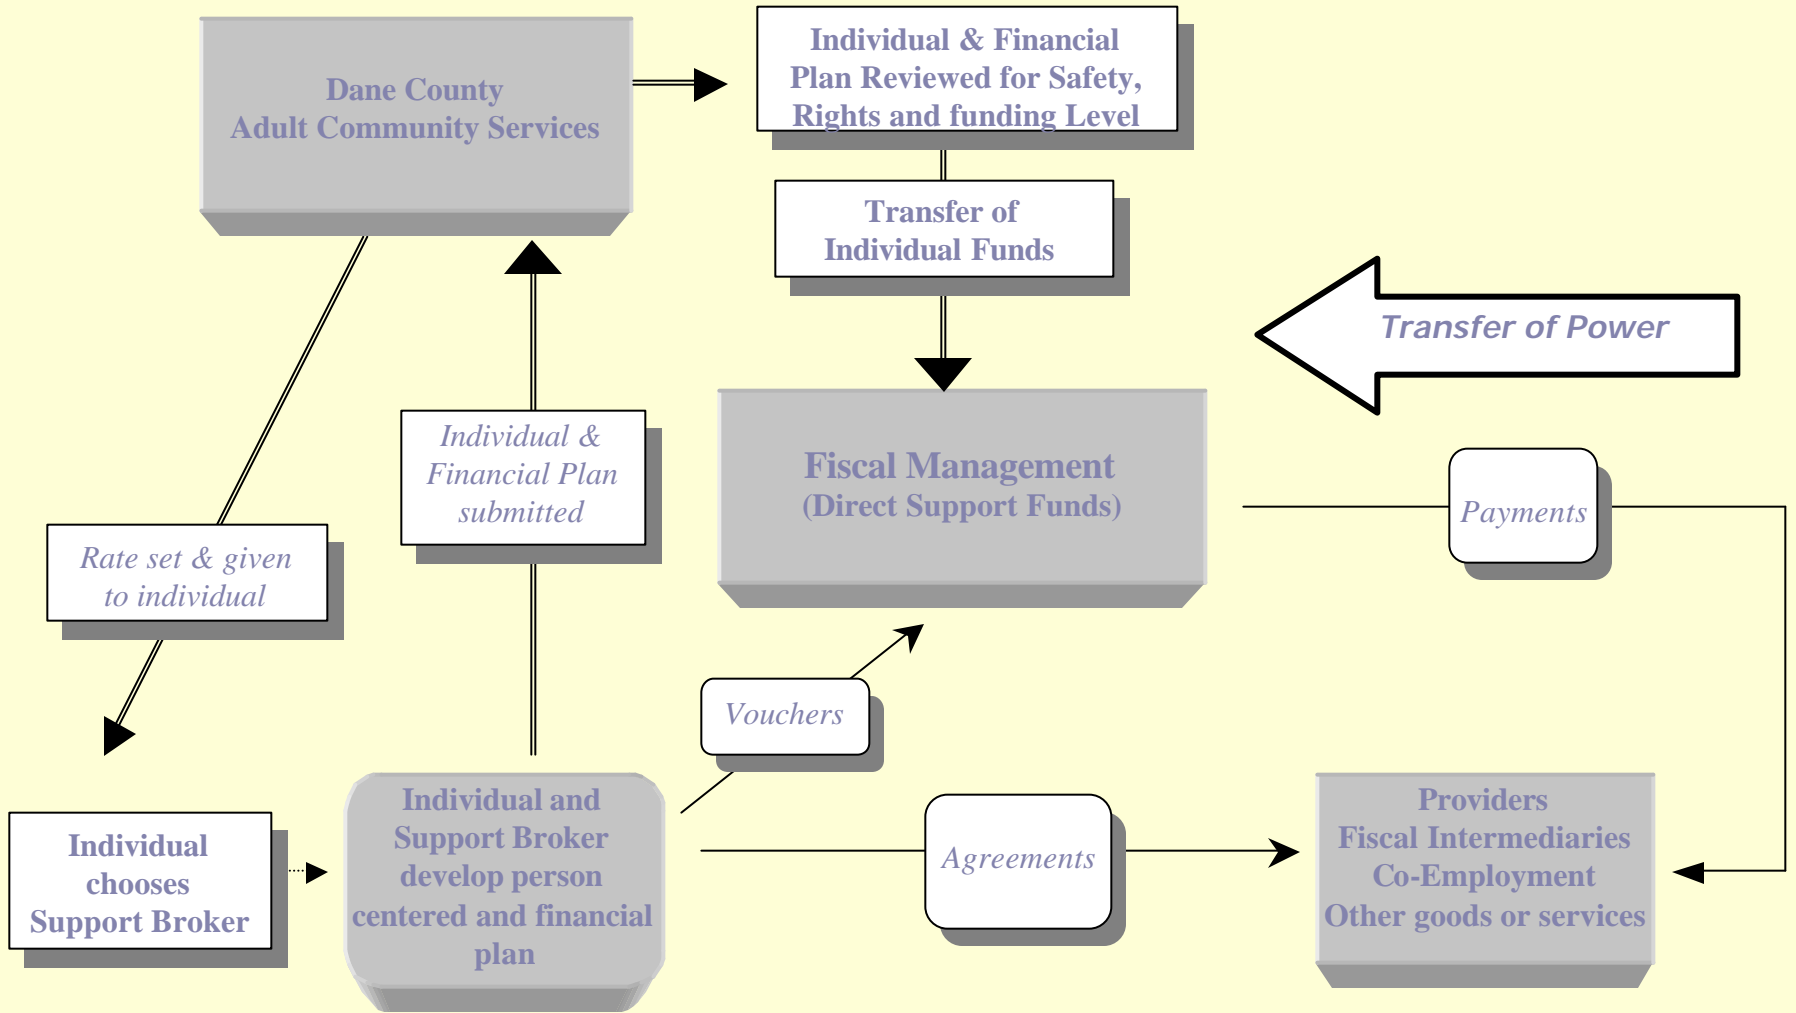 Dane County
Adult Community Services
Individual & Financial
Plan Reviewed for Safety,
Rights and funding Level
Transfer of
Individual Funds
Transfer of Power
Individual &
Financial Plan
submitted
Fiscal Management
(Direct Support Funds)
Payments
Rate set & given
to individual
Vouchers
Individual
chooses
Support Broker
Individual and
Support Broker
develop person
centered and financial
plan
Agreements
Providers
Fiscal Intermediaries
Co-Employment
Other goods or services